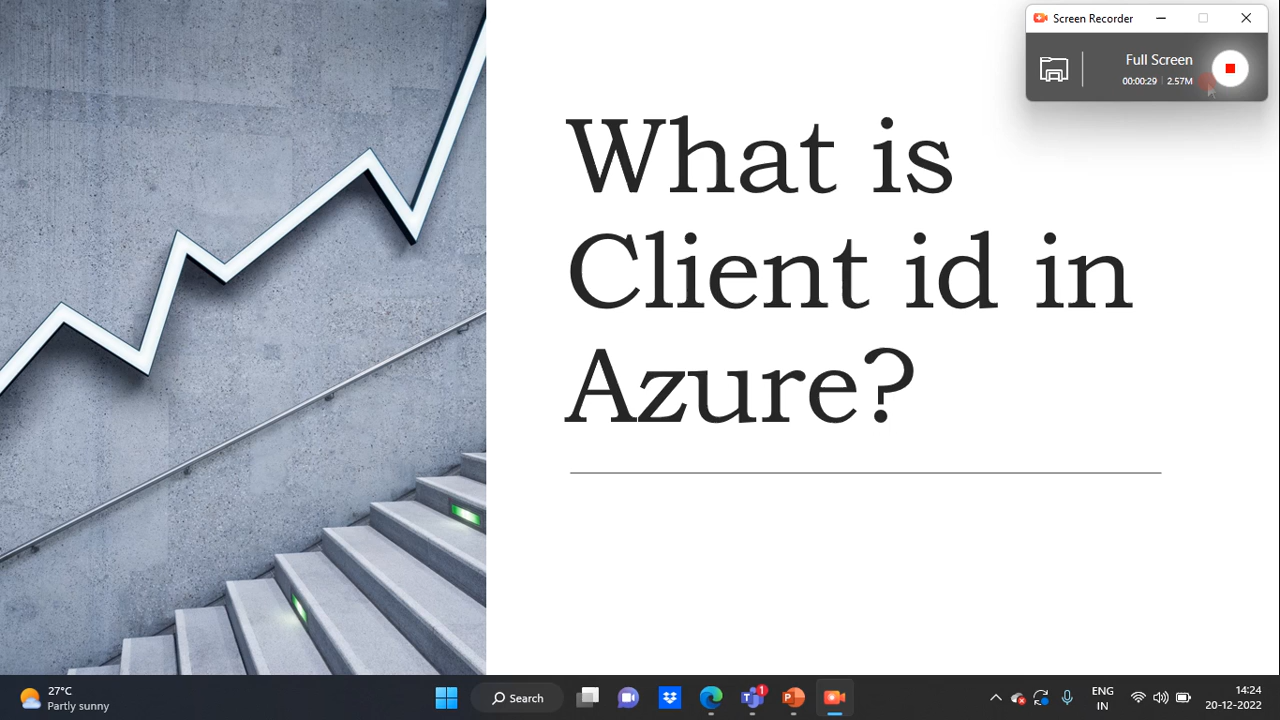 Screen Recorder
Full Screen
00:00:29 2.57M
What is
Client id in
Azure?
27°C
Partly sunny
Search
1
ENG
IN
14:24
20-12-2022